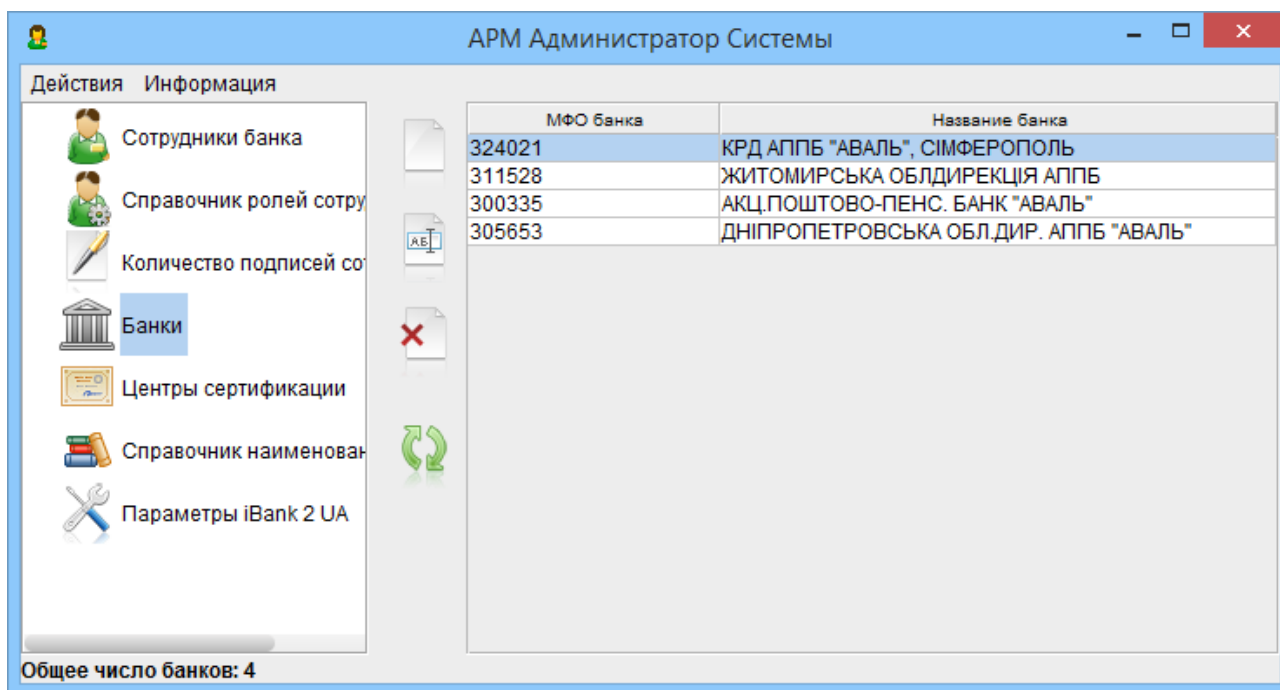 АРМ Администратор Системы
Действия Информация
Сотрудники банка
Справочник ролей сотру
Количество подписей со
Банки
Центры сертификации
Справочник наименован
Параметры iBank 2 UA
АБ
МФО банка Название банка
324021 КРД АППБ "АВАЛЬ", СІМФЕРОПОЛЬ
311528 ЖИТОМИРСЬКА ОБЛДИРЕКЦІЯ АППБ
300335 АКЦ.ПОШТОВО-ПЕНС. БАНК "АВАЛЬ"
305653 ДНІПРОПЕТРОВСЬКА ОБЛ.ДИР. АППБ "АВАЛЬ"
Общее число банков: 4